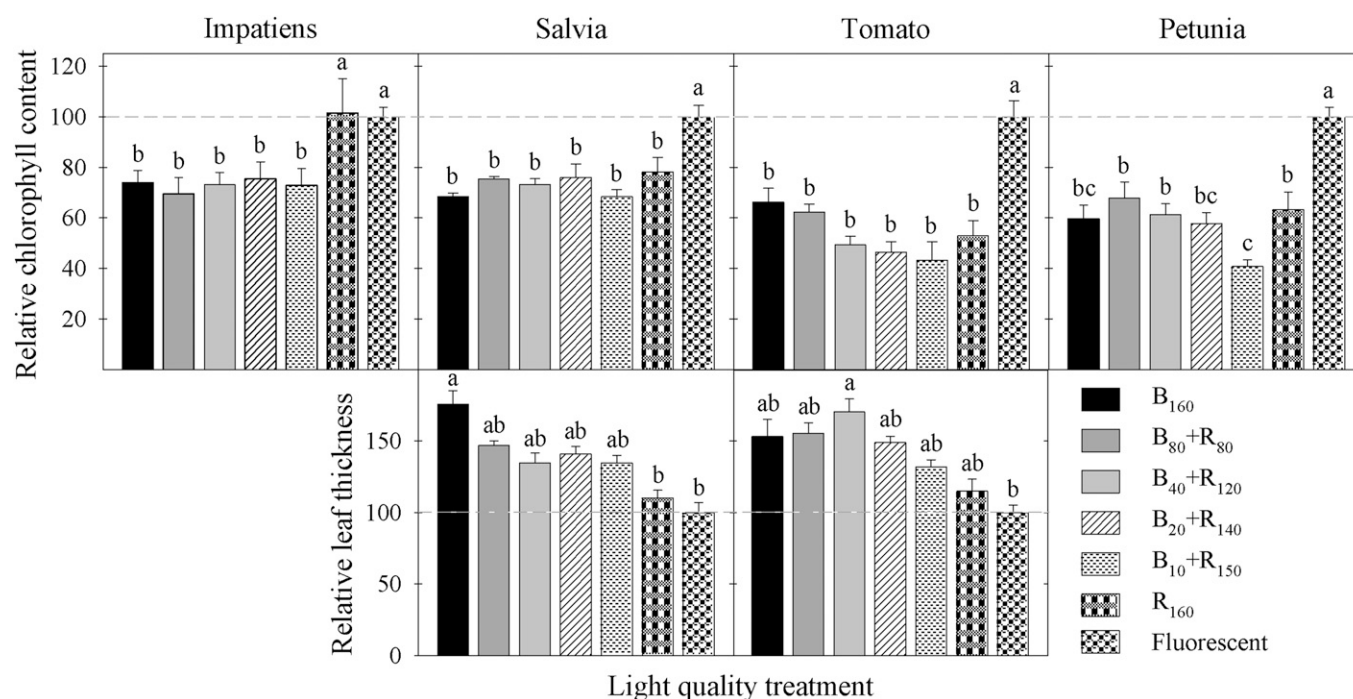 Impatiens Salvia Tomato Petunia
Relative chlorophyll content
120
100
80
60
40
20
b b b b b a a
b b b b b b a
b b b b b b a
bc b b bc c b a
Relative leaf thickness
150
100
50
0
a ab ab ab ab b b
ab ab a ab ab ab b
B160
B80+R80
B40+R120
B20+R140
B10+R150
R160
Fluorescent
Light quality treatment